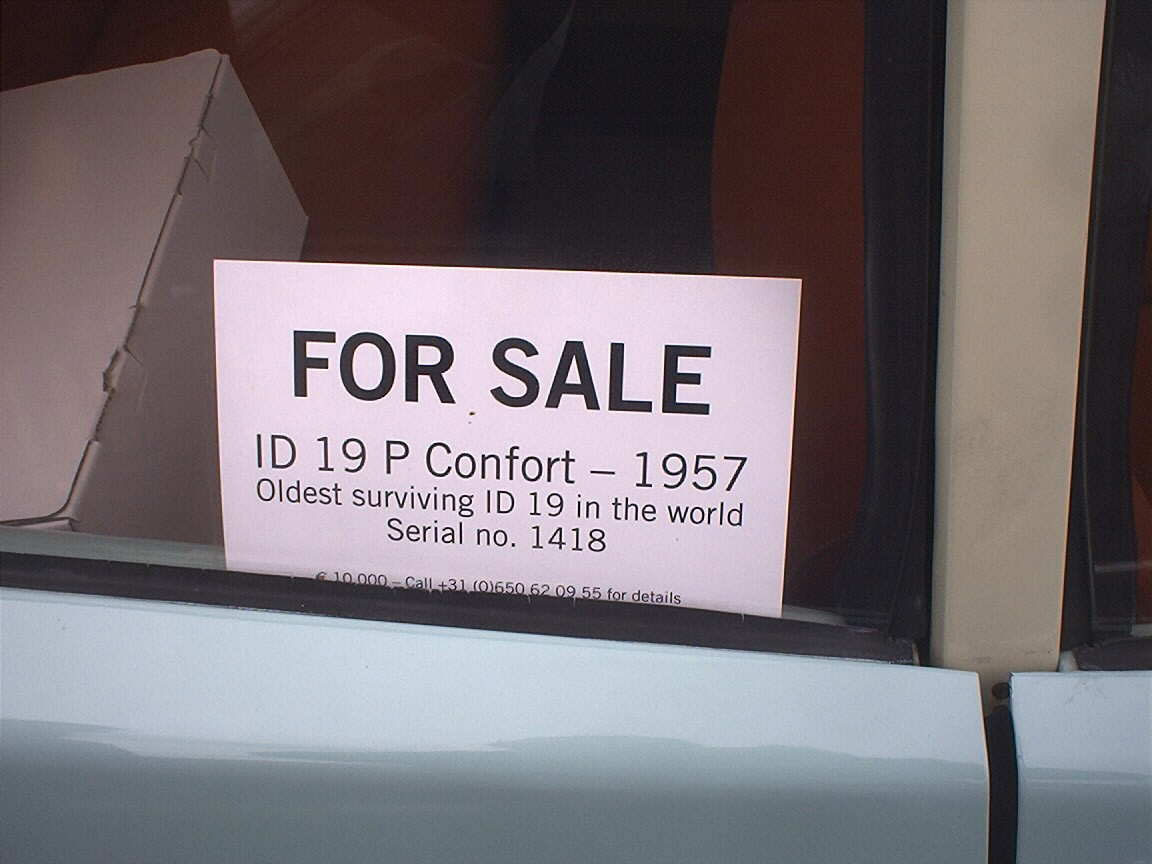 FOR SALE
ID 19 P Confort – 1957
Oldest surviving ID 19 in the world
Serial no. 1418
€ 10.000 – Call +31 (0)650 62 09 55 for details